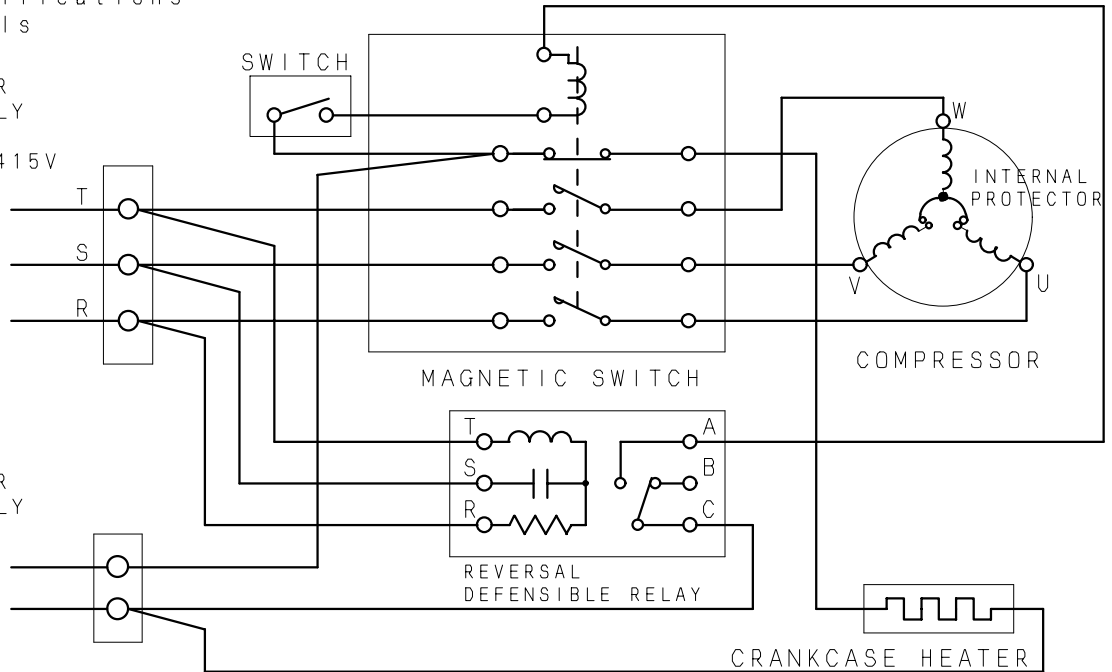 SWITCH
415V
T
S
R
MAGNETIC SWITCH
W
INTERNAL
PROTECTOR
V
U
COMPRESSOR
T
S
R
A
B
C
REVERSAL
DEFENSIBLE RELAY
CRANKCASE HEATER